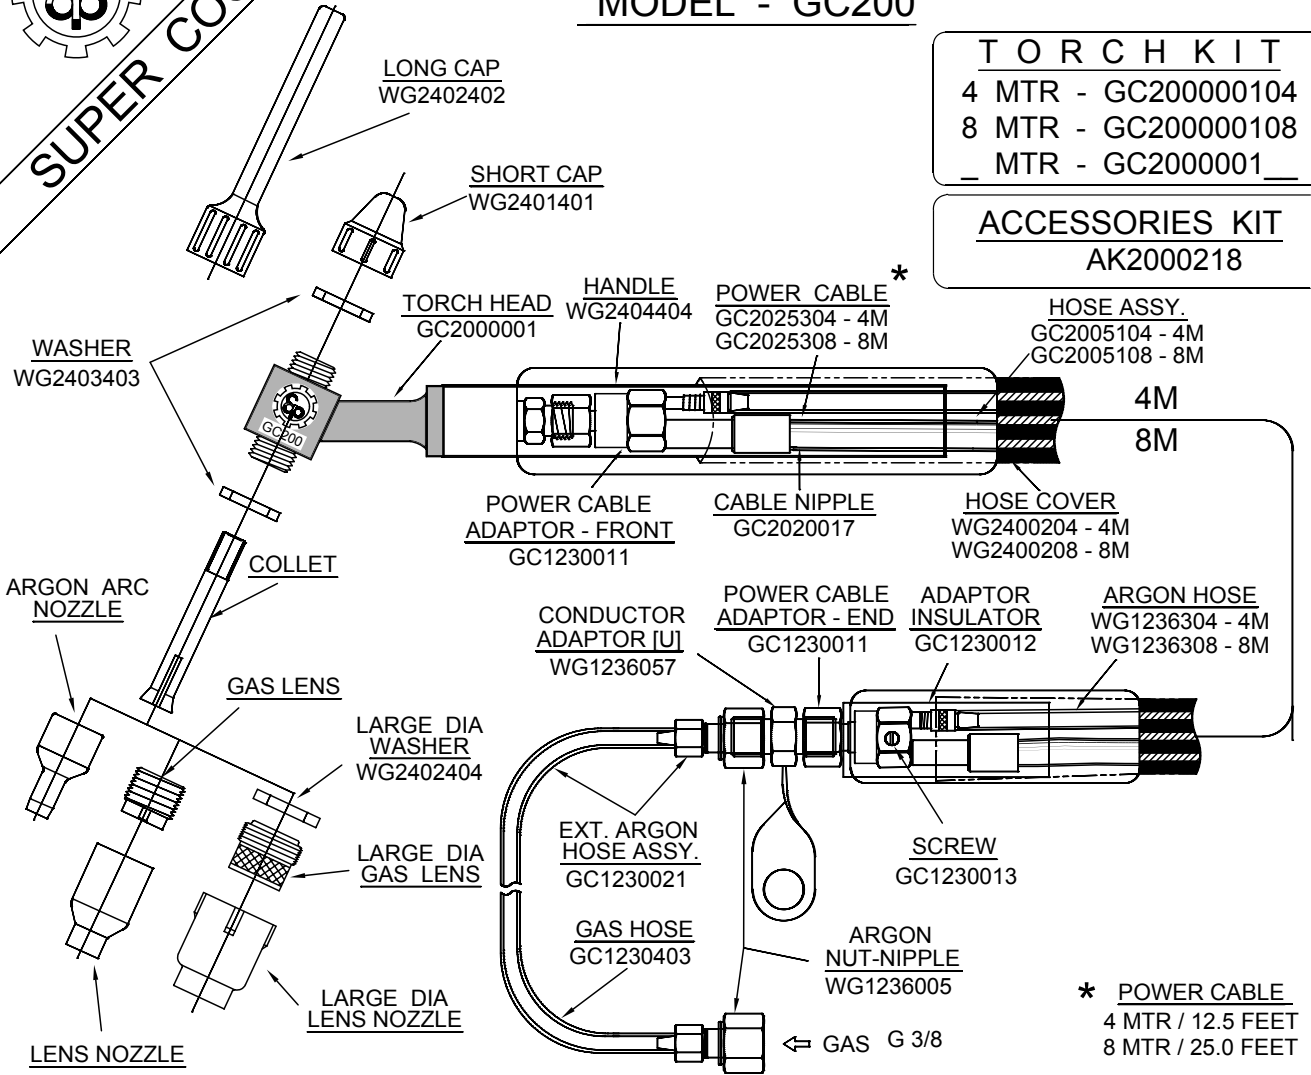 MODEL - GC200
SUPER COO
T O R C H K I T
4 MTR - GC200000104
8 MTR - GC200000108
_ MTR - GC2000001__
ACCESSORIES KIT
AK2000218
LONG CAP
WG2402402
SHORT CAP
WG2401401
WASHER
WG2403403
TORCH HEAD
GC2000001
HANDLE
WG2404404
POWER CABLE *
GC2025304 - 4M
GC2025308 - 8M
HOSE ASSY.
GC2005104 - 4M
GC2005108 - 8M
4M
8M
GC200
POWER CABLE
ADAPTOR - FRONT
GC1230011
CABLE NIPPLE
GC2020017
HOSE COVER
WG2400204 - 4M
WG2400208 - 8M
COLLET
ARGON ARC
NOZZLE
GAS LENS
LARGE DIA
WASHER
WG2402404
CONDUCTOR
ADAPTOR [U]
WG1236057
POWER CABLE
ADAPTOR - END
GC1230011
ADAPTOR
INSULATOR
GC1230012
ARGON HOSE
WG1236304 - 4M
WG1236308 - 8M
LARGE DIA
GAS LENS
EXT. ARGON
HOSE ASSY.
GC1230021
SCREW
GC1230013
GAS HOSE
GC1230403
ARGON
NUT-NIPPLE
WG1236005
LARGE DIA
LENS NOZZLE
LENS NOZZLE
GAS G 3/8
* POWER CABLE
4 MTR / 12.5 FEET
8 MTR / 25.0 FEET